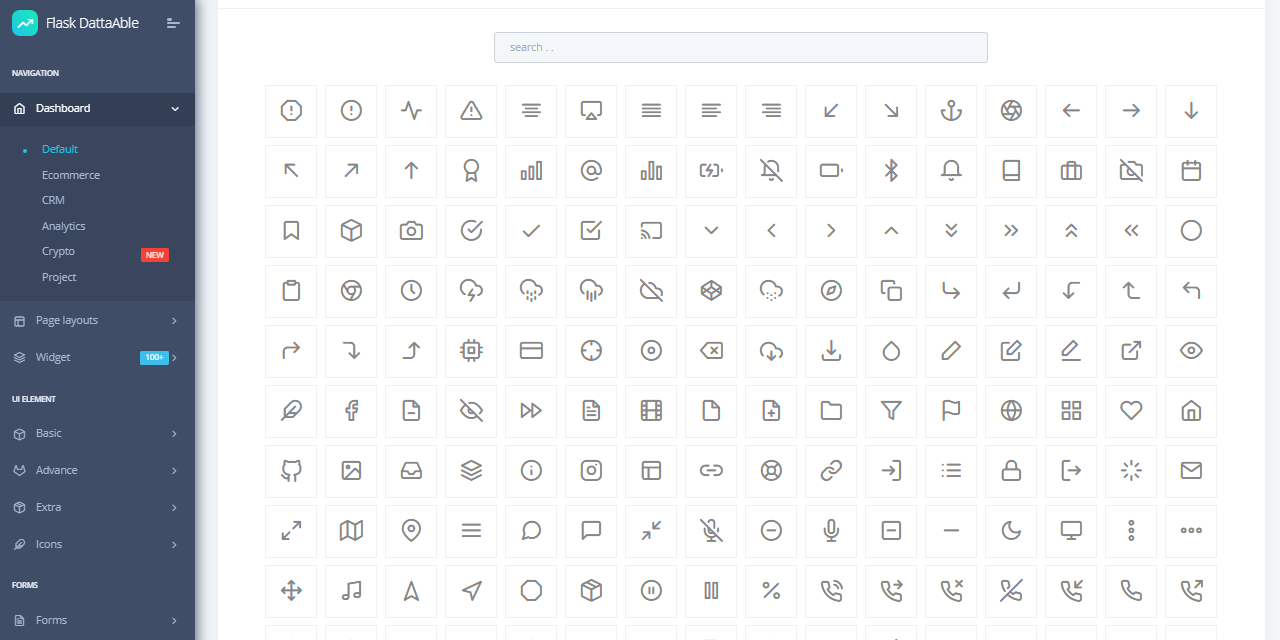 Flask DattaAble
NAVIGATION
Dashboard
Default
Ecommerce
CRM
Analytics
Crypto
NEW
Project
Page layouts
Widget
100+
UI ELEMENT
Basic
Advance
Extra
Icons
FORMS
Forms
search . .